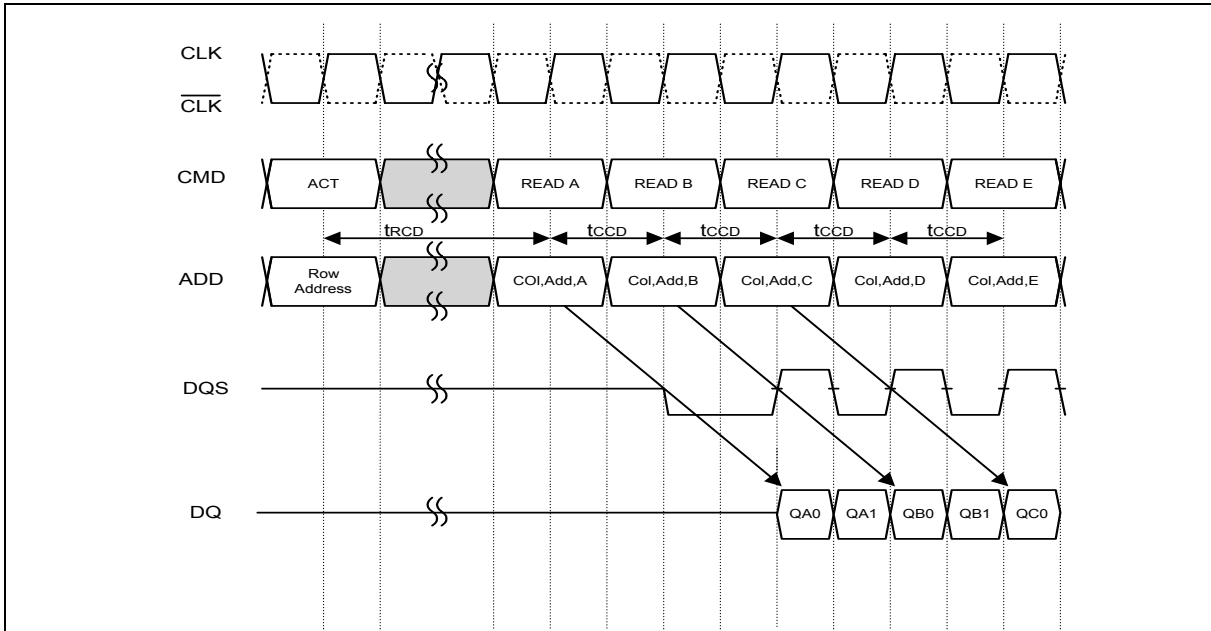 CLK
CLK
CMD
ACT
READ A
READ B
READ C
READ D
READ E
tRCD
tCCD
tCCD
tCCD
tCCD
ADD
Row
Address
COl,Add,A
Col,Add,B
Col,Add,C
Col,Add,D
Col,Add,E
DQS
DQ
QA0
QA1
QB0
QB1
QC0